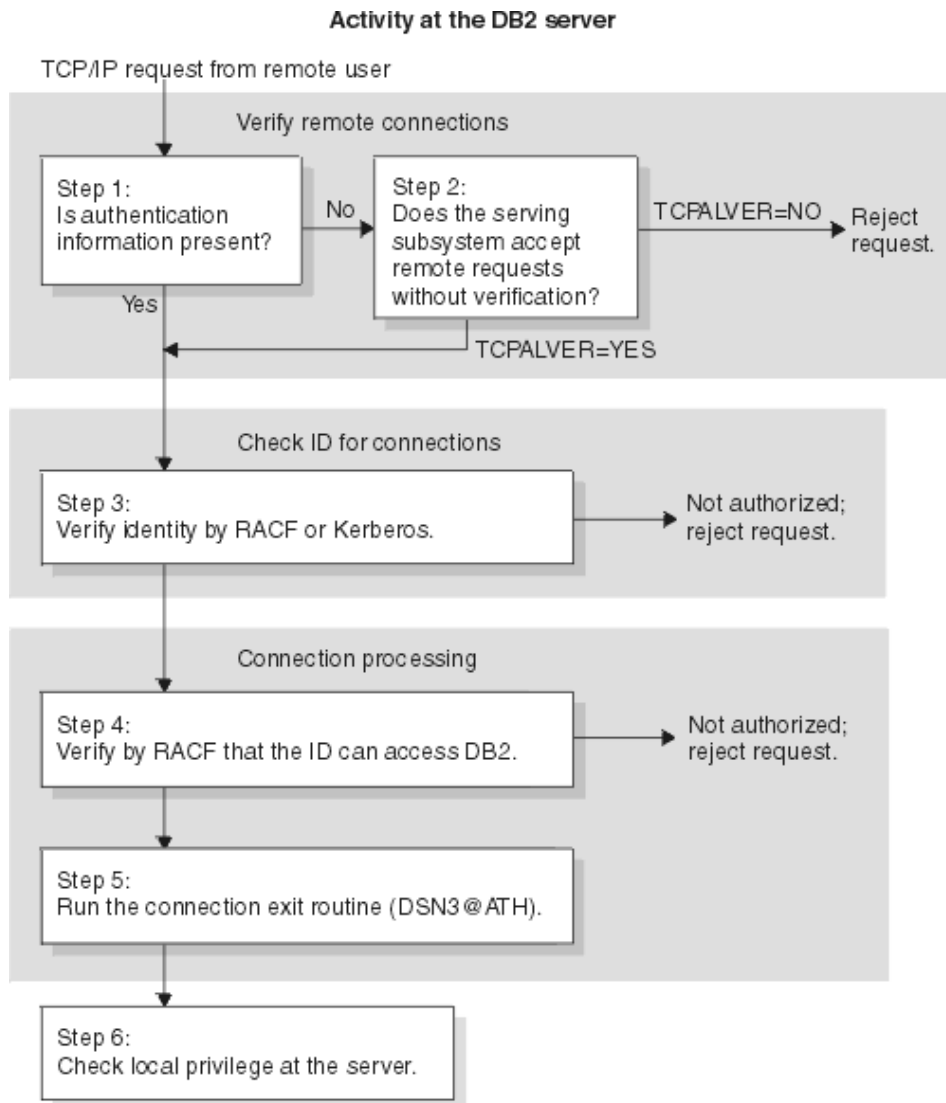 Activity at the DB2 server
TCP/IP request from remote user
Verify remote connections
Step 1:
Is authentication
information present?
No
Step 2:
Does the serving
subsystem accept
remote requests
without verification?
TCPALVER=NO
Reject
request.
Yes
TCPALVER=YES
Check ID for connections
Step 3:
Verify identity by RACF or Kerberos.
Not authorized;
reject request.
Connection processing
Step 4:
Verify by RACF that the ID can access DB2.
Not authorized;
reject request.
Step 5:
Run the connection exit routine (DSN3@ATH).
Step 6:
Check local privilege at the server.